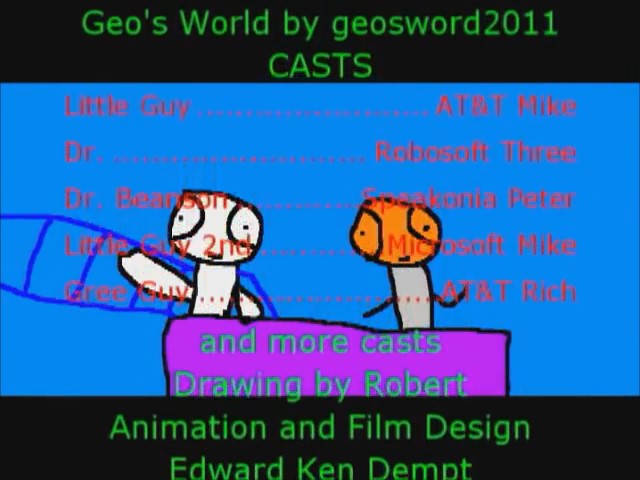 Geo's World by geosword2011
CASTS
Little Guy ........................... AT&T Mike
Dr. ............................... Robosoft Three
Dr. Beanson ............... Speakonia Peter
Little Guy 2nd ............... Microsoft Mike
Gree Guy ............................. AT&T Rich
and more casts
Drawing by Robert
Animation and Film Design
Edward Ken Dempt